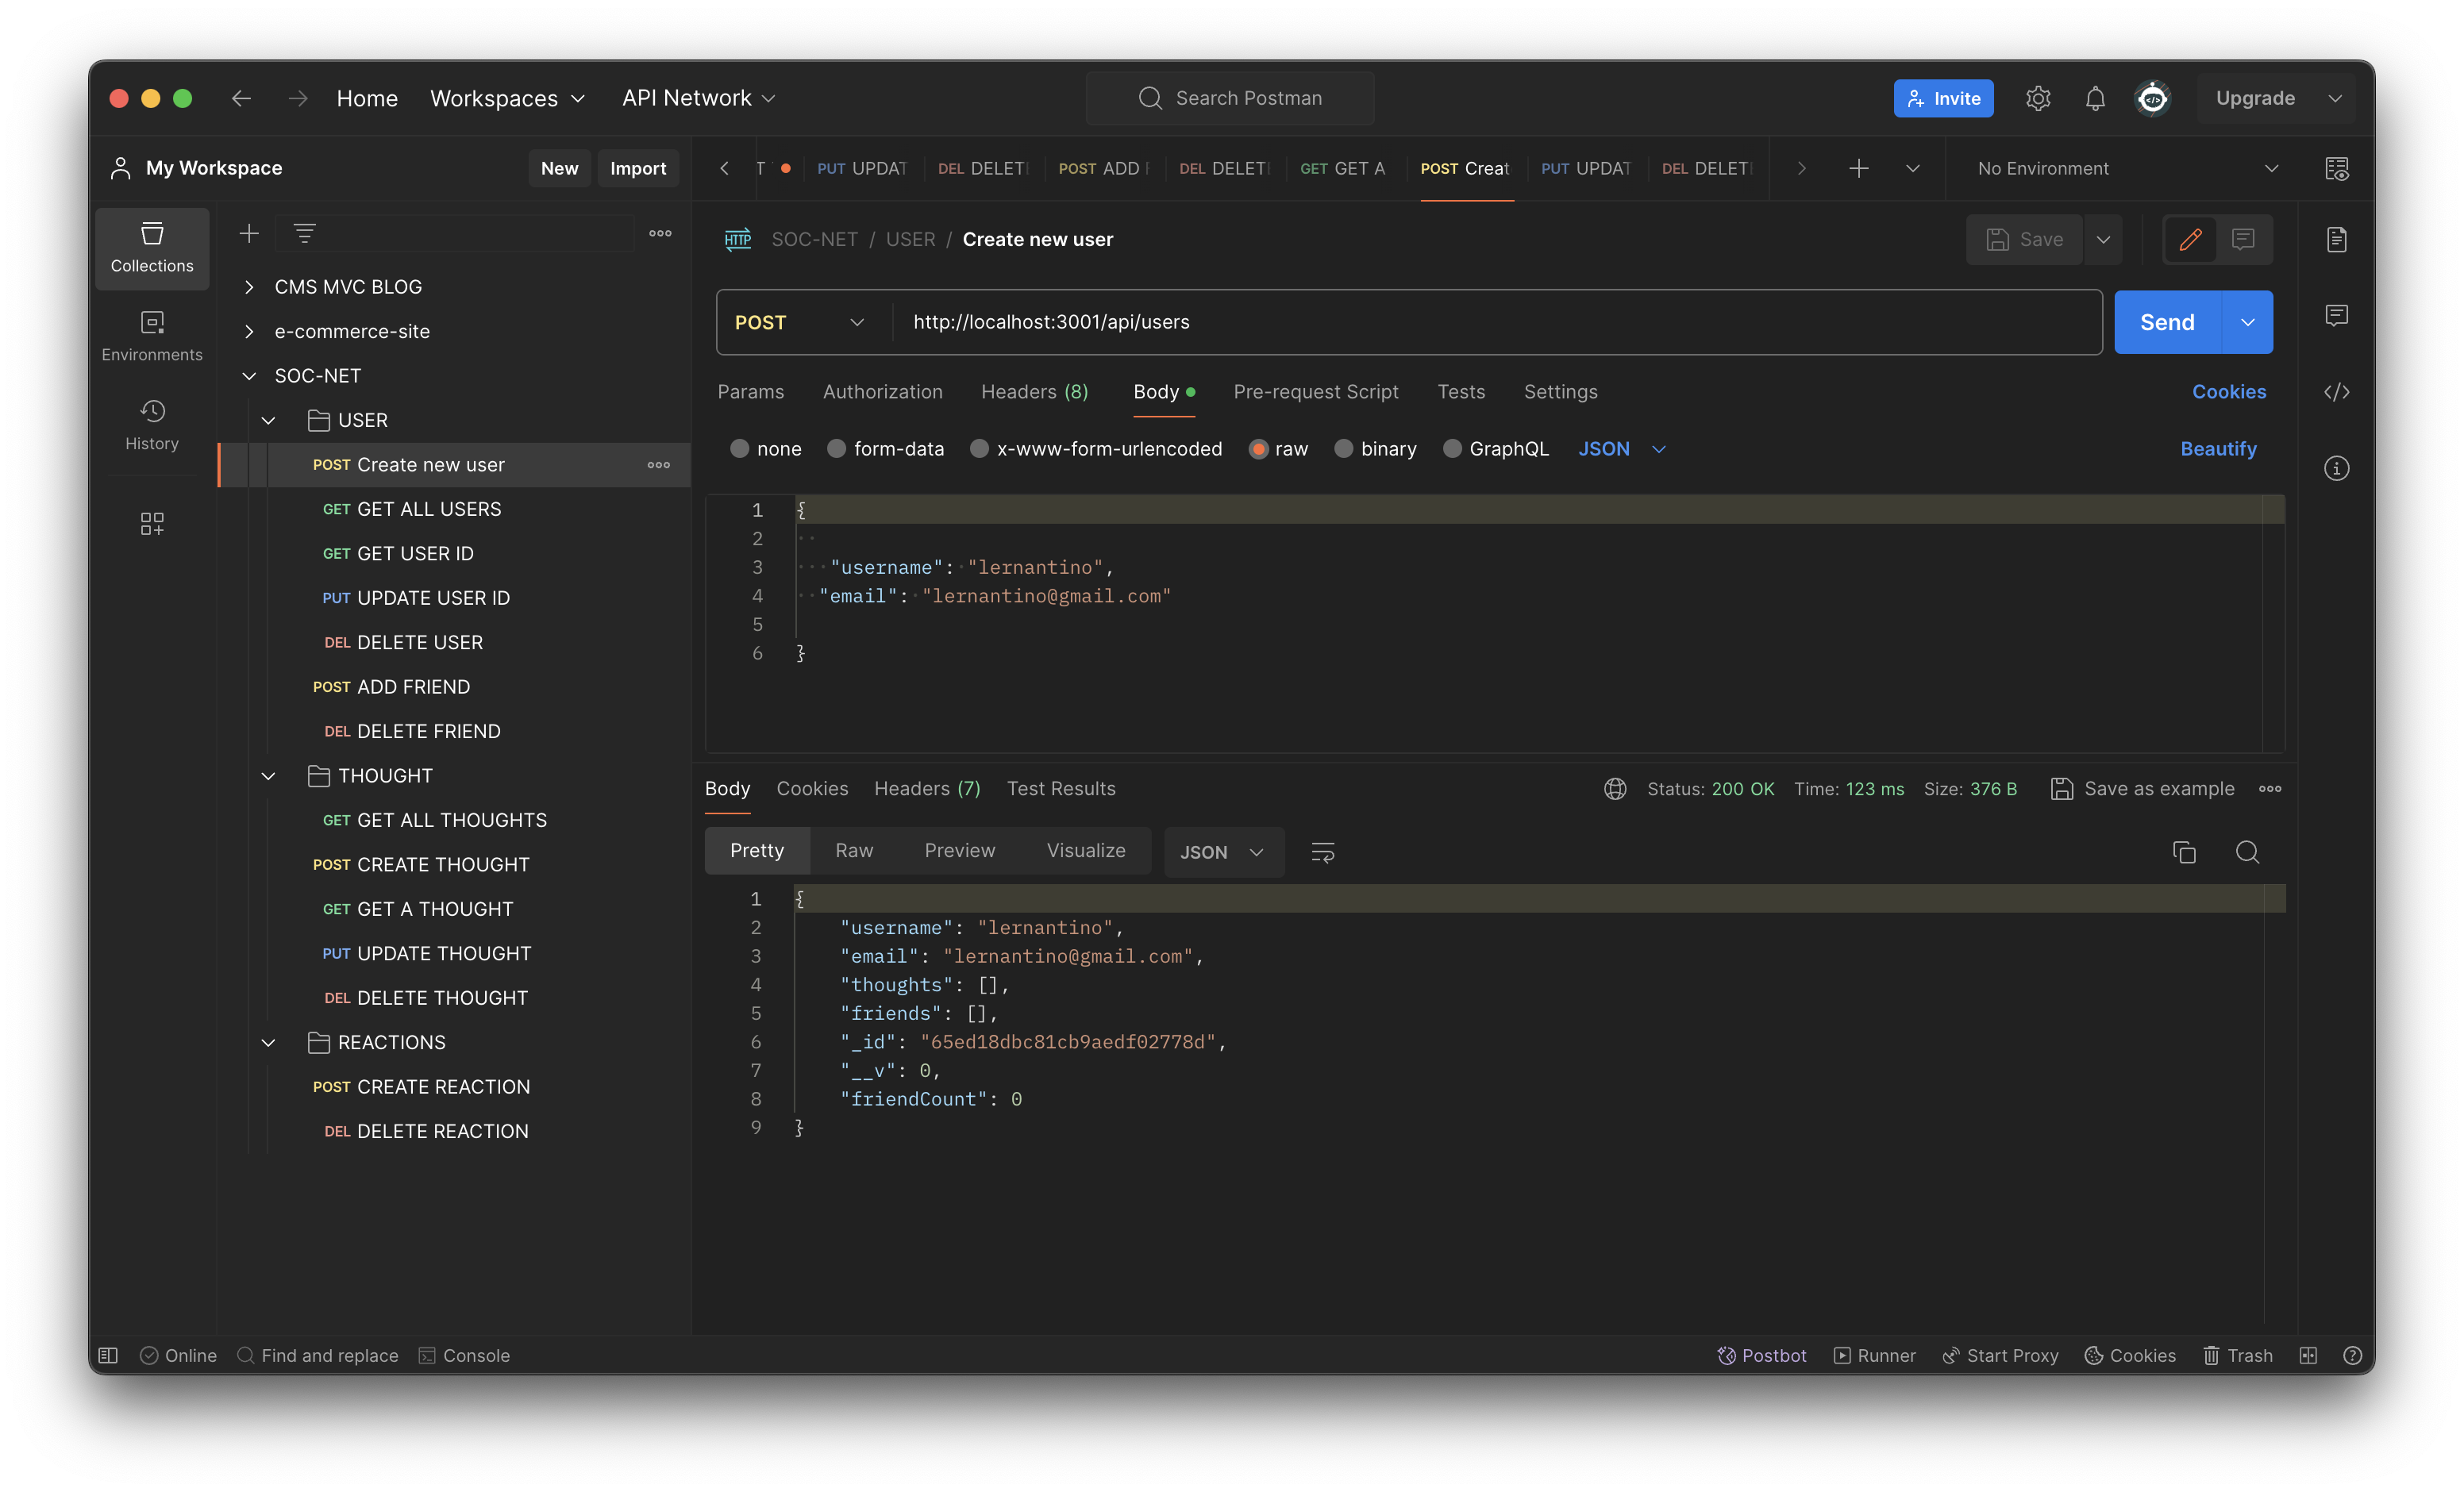 Home Workspaces API Network Search Postman Invite Upgrade
My Workspace New Import
T PUT UPDAT DEL DELET POST ADD DEL DELET GET GET A POST Creat PUT UPDAT DEL DELET No Environment
Collections
Environments
History
CMS MVC BLOG
e-commerce-site
SOC-NET
USER
POST Create new user
GET GET ALL USERS
GET GET USER ID
PUT UPDATE USER ID
DEL DELETE USER
POST ADD FRIEND
DEL DELETE FRIEND
THOUGHT
GET GET ALL THOUGHTS
POST CREATE THOUGHT
GET GET A THOUGHT
PUT UPDATE THOUGHT
DEL DELETE THOUGHT
REACTIONS
POST CREATE REACTION
DEL DELETE REACTION
HTTP SOC-NET / USER / Create new user Save
POST http://localhost:3001/api/users Send
Params Authorization Headers (8) Body Pre-request Script Tests Settings Cookies
none form-data x-www-form-urlencoded raw binary GraphQL JSON Beautify
1 {
2
3 "username": "lernantino",
4 "email": "lernantino@gmail.com"
5
6 }
Body Cookies Headers (7) Test Results Status: 200 OK Time: 123 ms Size: 376 B Save as example
Pretty Raw Preview Visualize JSON
1 {
2 "username": "lernantino",
3 "email": "lernantino@gmail.com",
4 "thoughts": [],
5 "friends": [],
6 "_id": "65ed18dbc81cb9aedf02778d",
7 "__v": 0,
8 "friendCount": 0
9 }
Online Find and replace Console Postbot Runner Start Proxy Cookies Trash